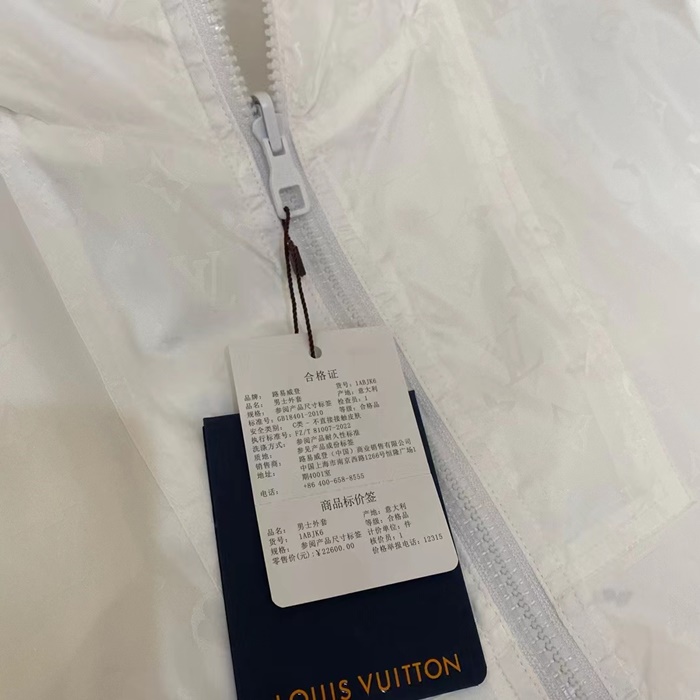 合格证
品牌: 路易威登 货号: 1ABJK6
品名: 男士外套 产地: 意大利
规格: 参阅产品尺寸标签 检查员: 1
标准号: GB18401-2010 等级: 合格品
安全类别: C类 - 不直接接触皮肤
执行标准号: FZ/T 81007-2022
洗涤方式: 参阅产品耐久性标签
质地: 参见产品成份标签
销售商: 路易威登（中国）商业销售有限公司
地址: 中国上海市南京西路1266号恒隆广场1
期4001室
电话: +86 400-658-8555
商品标价签
品名: 男士外套 产地: 意大利
货号: 1ABJK6 等级: 合格品
规格: 参阅产品尺寸标签 计价单位: 件
零售价(元): ¥22600.00 核价员: 1
价格举报电话: 12315
LOUIS VUITTON
LV